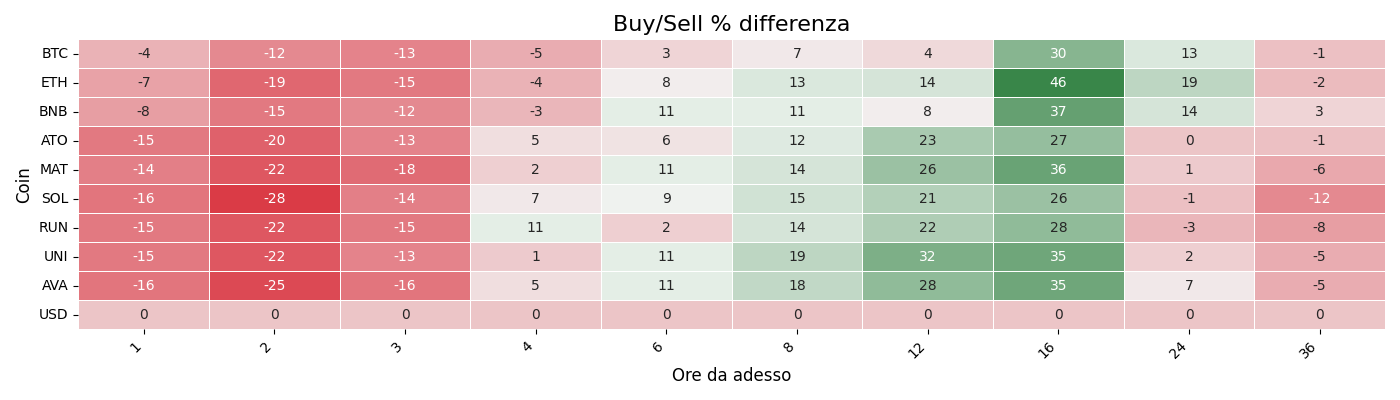 Buy/Sell % differenza
Coin
BTC -4 -12 -13 -5 3 7 4 30 13 -1
ETH -7 -19 -15 -4 8 13 14 46 19 -2
BNB -8 -15 -12 -3 11 11 8 37 14 3
ATO -15 -20 -13 5 6 12 23 27 0 -1
MAT -14 -22 -18 2 11 14 26 36 1 -6
SOL -16 -28 -14 7 9 15 21 26 -1 -12
RUN -15 -22 -15 11 2 14 22 28 -3 -8
UNI -15 -22 -13 1 11 19 32 35 2 -5
AVA -16 -25 -16 5 11 18 28 35 7 -5
USD 0 0 0 0 0 0 0 0 0 0
1 2 3 4 6 8 12 16 24 36
Ore da adesso